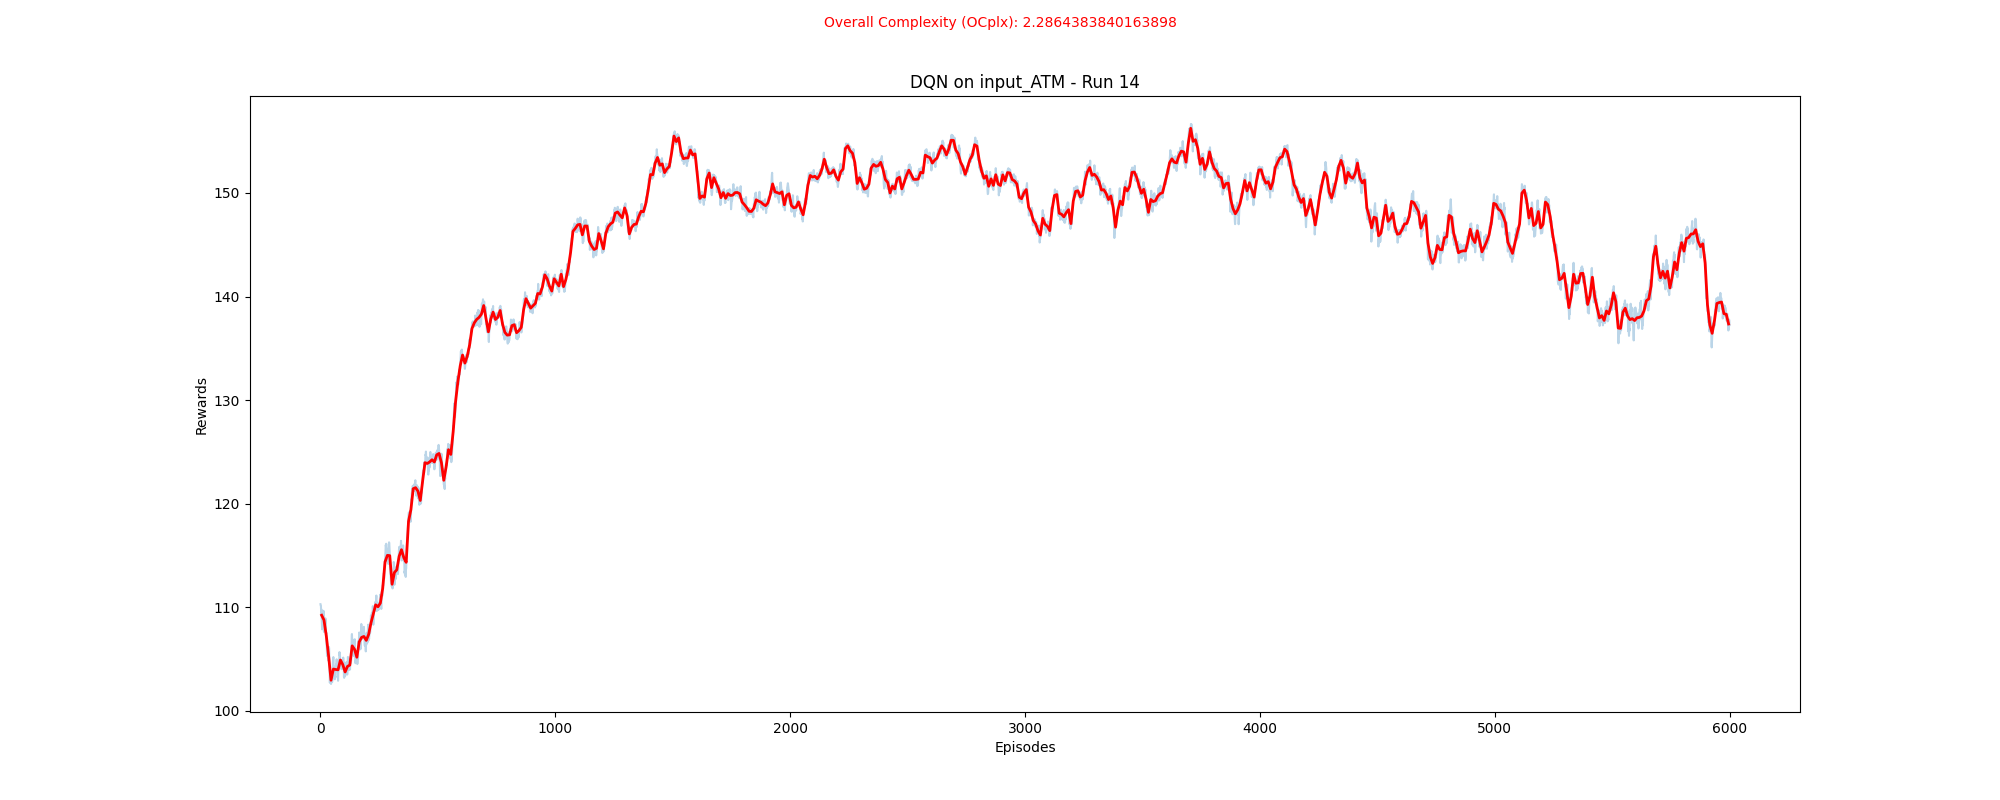 Overall Complexity (OCplx): 2.2864383840163898
DQN on input_ATM - Run 14
Rewards
150
140
130
120
110
100
0 1000 2000 3000 4000 5000 6000
Episodes